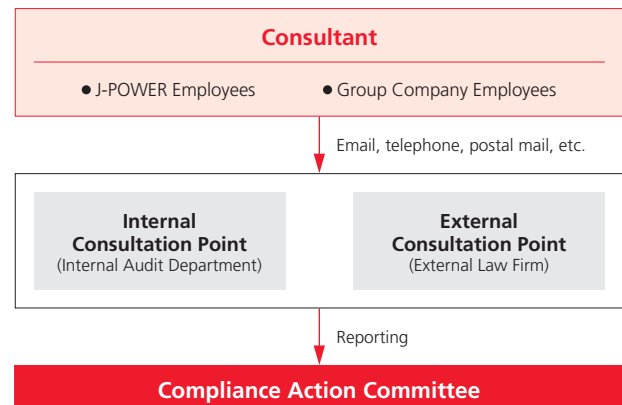 Consultant
● J-POWER Employees ● Group Company Employees
Email, telephone, postal mail, etc.
Internal
Consultation Point
(Internal Audit Department)
External
Consultation Point
(External Law Firm)
Reporting
Compliance Action Committee